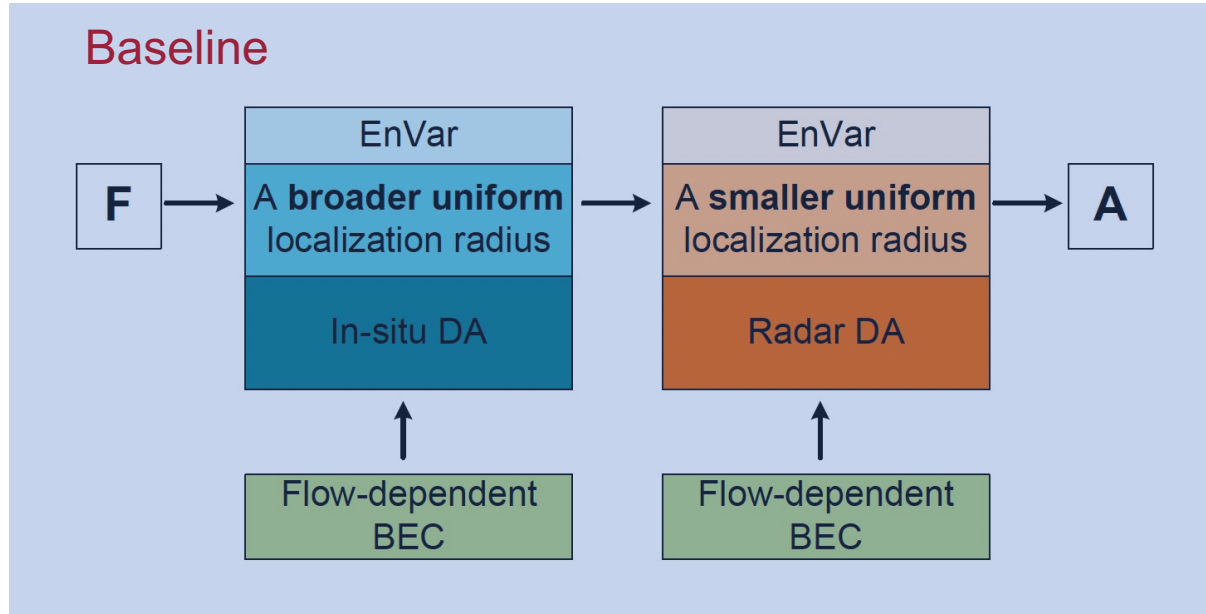 Baseline
F
EnVar
A broader uniform
localization radius
In-situ DA
Flow-dependent
BEC
EnVar
A smaller uniform
localization radius
Radar DA
Flow-dependent
BEC
A